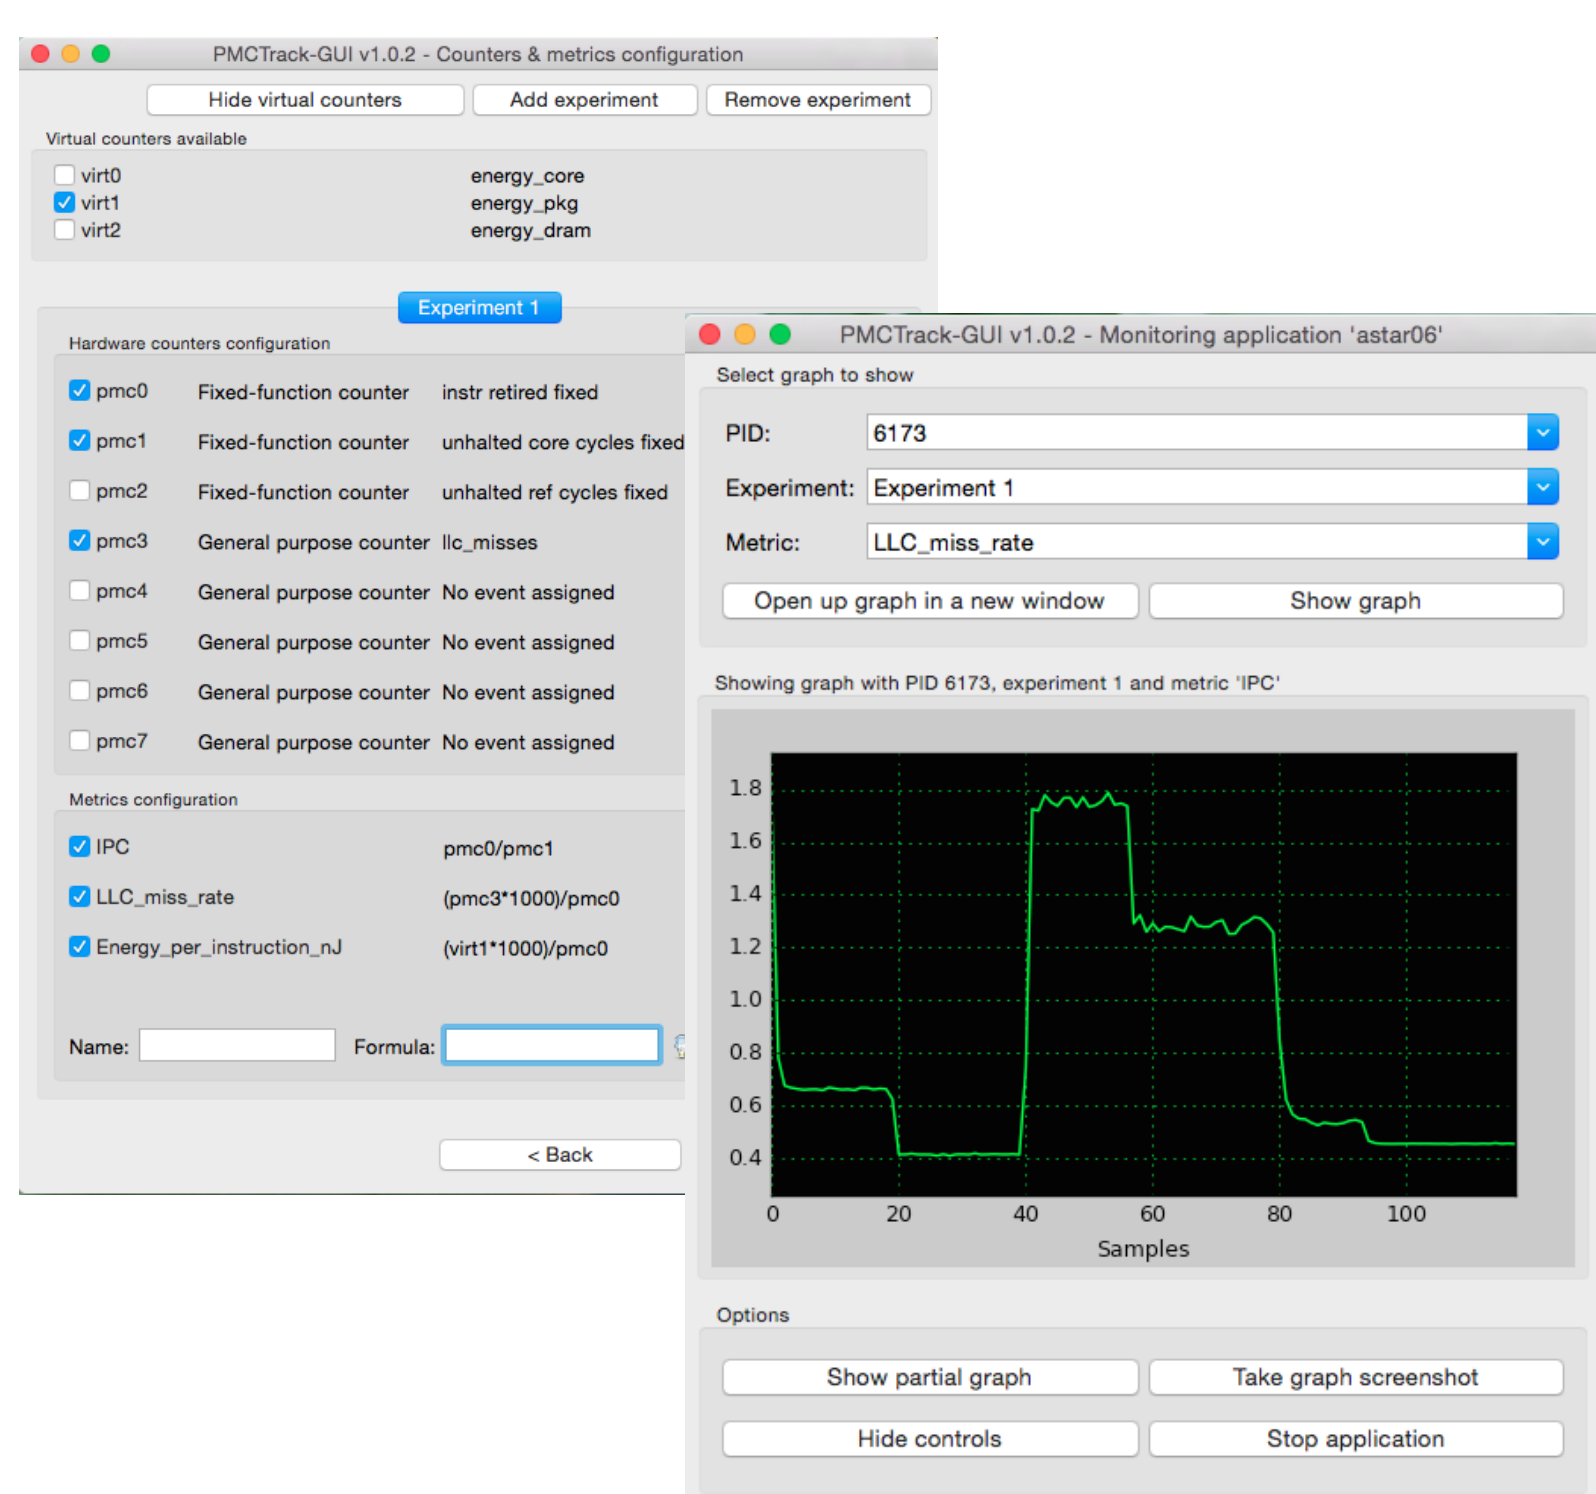 PMCTrack-GUI v1.0.2 - Counters & metrics configuration
Hide virtual counters Add experiment Remove experiment
Virtual counters available
virt0 energy_core
virt1 energy_pkg
virt2 energy_dram
Experiment 1
Hardware counters configuration
pmc0 Fixed-function counter instr retired fixed
pmc1 Fixed-function counter unhalted core cycles fixed
pmc2 Fixed-function counter unhalted ref cycles fixed
pmc3 General purpose counter llc_misses
pmc4 General purpose counter No event assigned
pmc5 General purpose counter No event assigned
pmc6 General purpose counter No event assigned
pmc7 General purpose counter No event assigned
Metrics configuration
IPC pmc0/pmc1
LLC_miss_rate (pmc3*1000)/pmc0
Energy_per_instruction_nJ (virt1*1000)/pmc0
Name: Formula:
< Back
PMCTrack-GUI v1.0.2 - Monitoring application 'astar06'
Select graph to show
PID: 6173
Experiment: Experiment 1
Metric: LLC_miss_rate
Open up graph in a new window Show graph
Showing graph with PID 6173, experiment 1 and metric 'IPC'
1.8
1.6
1.4
1.2
1.0
0.8
0.6
0.4
0 20 40 60 80 100
Samples
Options
Show partial graph Take graph screenshot
Hide controls Stop application